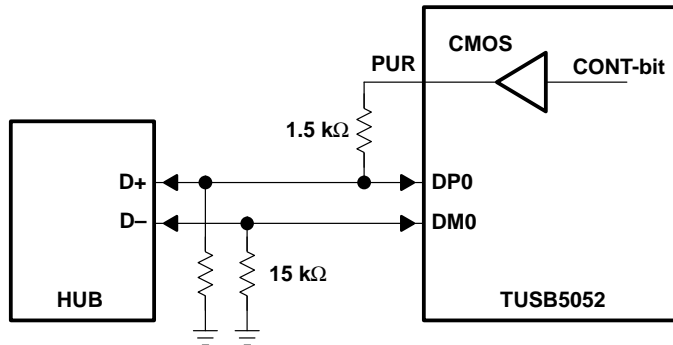 CMOS
PUR
CONT-bit
1.5 kΩ
D+
DP0
D–
DM0
15 kΩ
HUB
TUSB5052